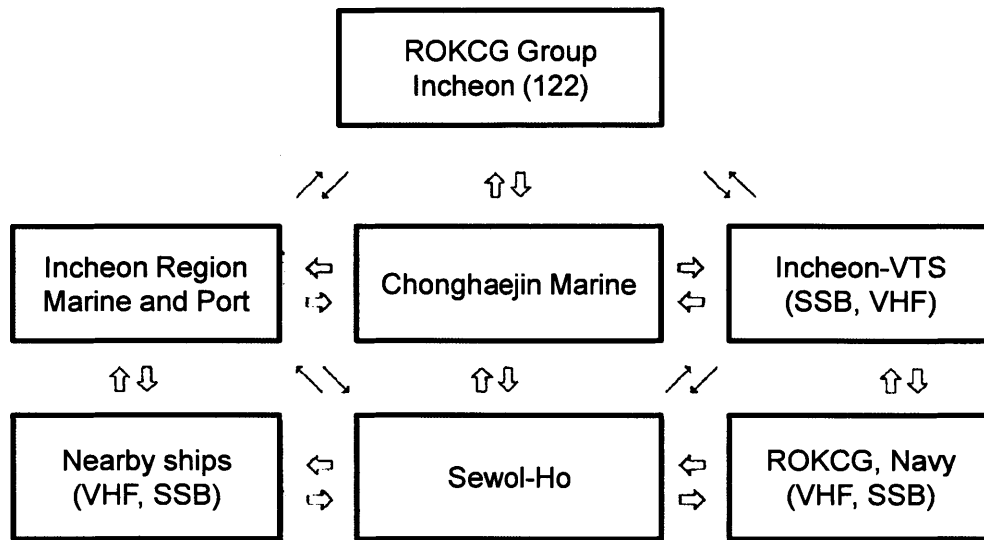 ROKCG Group
Incheon (122)
Incheon Region
Marine and Port
Chonghaejin Marine
Incheon-VTS
(SSB, VHF)
Nearby ships
(VHF, SSB)
Sewol-Ho
ROKCG, Navy
(VHF, SSB)